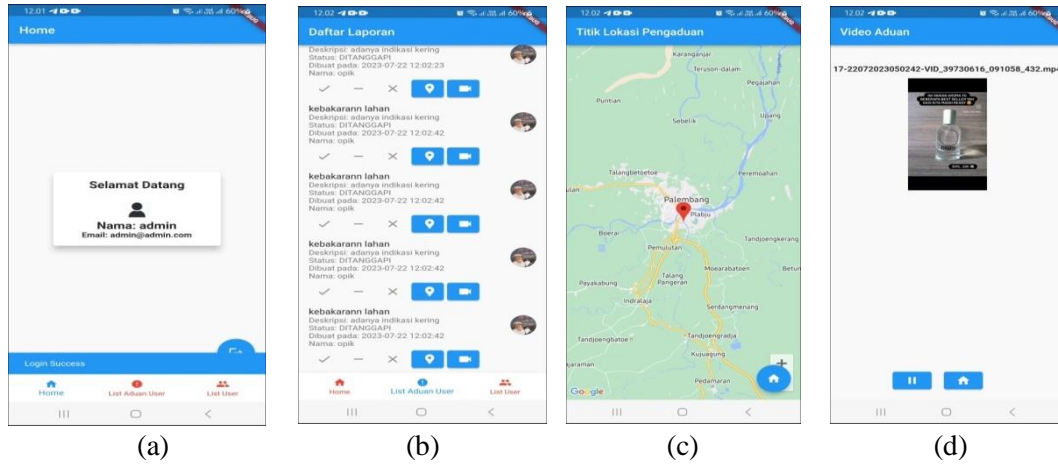 12.01
60%
Home
Selamat Datang
Nama: admin
Email: admin@admin.com
Login Success
Home
List Aduan User
List User
(a)
12.02
60%
Daftar Laporan
Deskripsi: adanya indikasi kering
Status: DITANGGAPI
Dibuat pada: 2023-07-22 12:02:23
Nama: opik
kebakarann lahan
Deskripsi: adanya indikasi kering
Status: DITANGGAPI
Dibuat pada: 2023-07-22 12:02:42
Nama: opik
kebakarann lahan
Deskripsi: adanya indikasi kering
Status: DITANGGAPI
Dibuat pada: 2023-07-22 12:02:42
Nama: opik
kebakarann lahan
Deskripsi: adanya indikasi kering
Status: DITANGGAPI
Dibuat pada: 2023-07-22 12:02:42
Nama: opik
kebakarann lahan
Deskripsi: adanya indikasi kering
Status: DITANGGAPI
Dibuat pada: 2023-07-22 12:02:42
Nama: opik
Home
List Aduan User
List User
(b)
12.02
60%
Titik Lokasi Pengaduan
Karanganjar
Teruson-dalam
Pegajahan
Puntian
Upang
Sebelik
Talangbetoetoe
Peremoahan
ulan
Palembang
Plabju
Boerai
Tandjoengkerang
Pemulutan
Moearabatoen
Betun
Talang
Pangeran
Payakabung
Indralaja
Serdangmenang
Tandjoengbatoe
Tandjoengradja
Kujuagung
jaraman
Pedamaran
Google
(c)
12.02
60%
Video Aduan
17-22072023050242-VID_39730616_091058_432.mp4
(d)